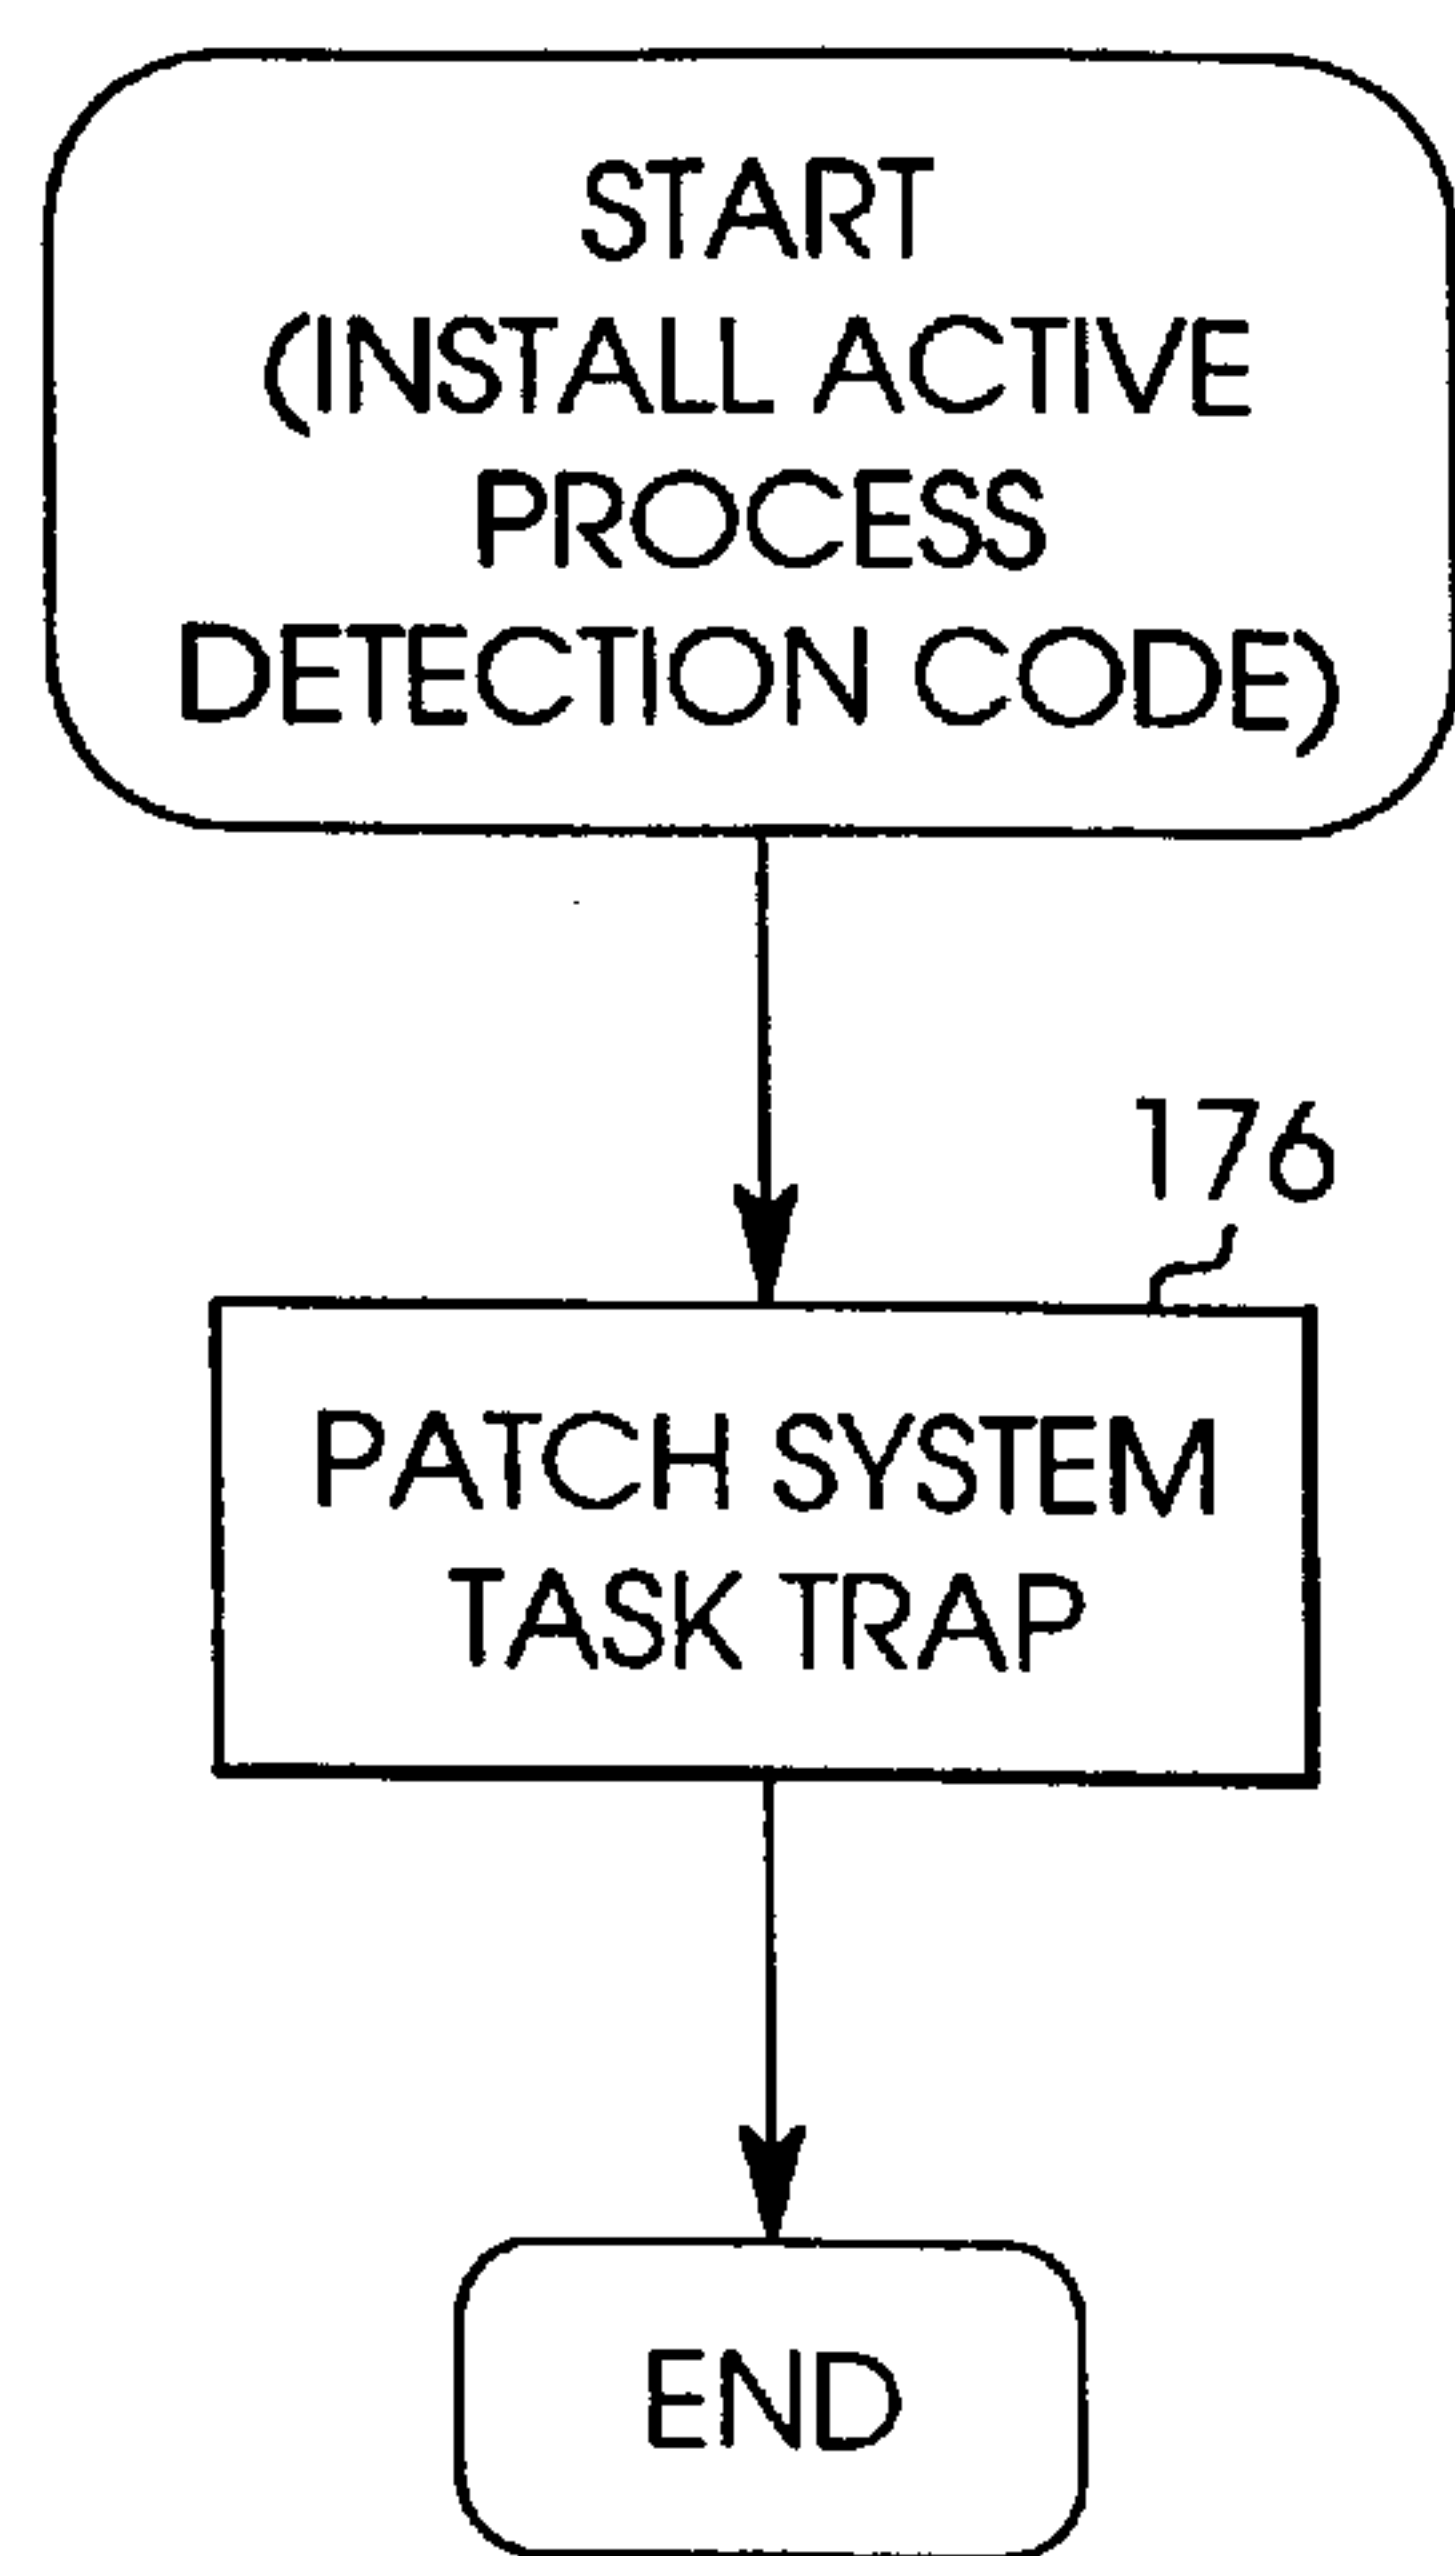 START
(INSTALL ACTIVE
PROCESS
DETECTION CODE)
176
PATCH SYSTEM
TASK TRAP
END